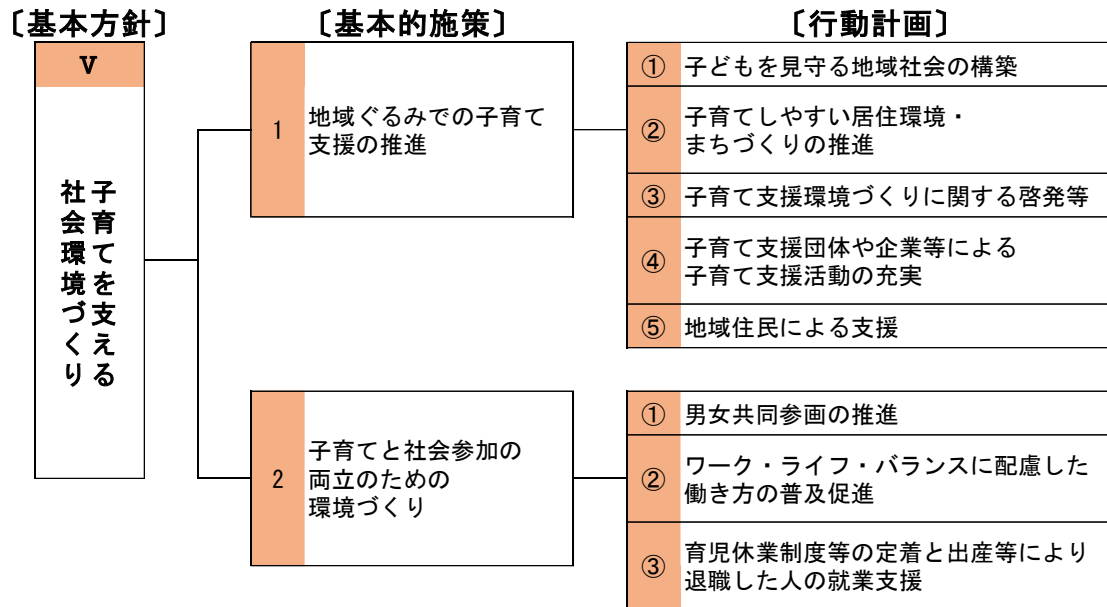 〔基本方針〕
〔基本的施策〕
〔行動計画〕
Ⅴ
子育てを支える
社会環境づくり
1
地域ぐるみでの子育て
支援の推進
① 子どもを見守る地域社会の構築
② 子育てしやすい居住環境・
まちづくりの推進
③ 子育て支援環境づくりに関する啓発等
④ 子育て支援団体や企業等による
子育て支援活動の充実
⑤ 地域住民による支援
2
子育てと社会参加の
両立のための
環境づくり
① 男女共同参画の推進
② ワーク・ライフ・バランスに配慮した
働き方の普及促進
③ 育児休業制度等の定着と出産等により
退職した人の就業支援